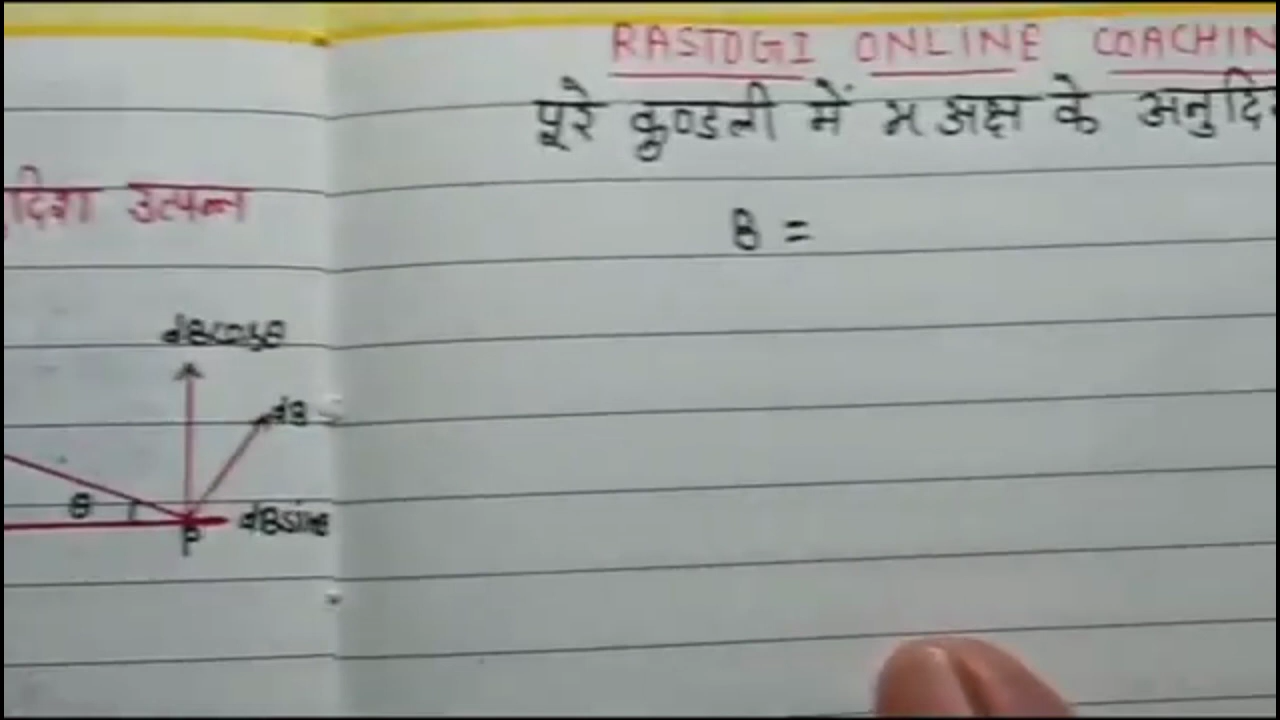 RASTOGI ONLINE COACHIN
पूरे कुण्डली में x अक्ष के अनुदि
दिशा उत्पन्न
B =
dBcosθ
dB
θ
dBsinθ
P